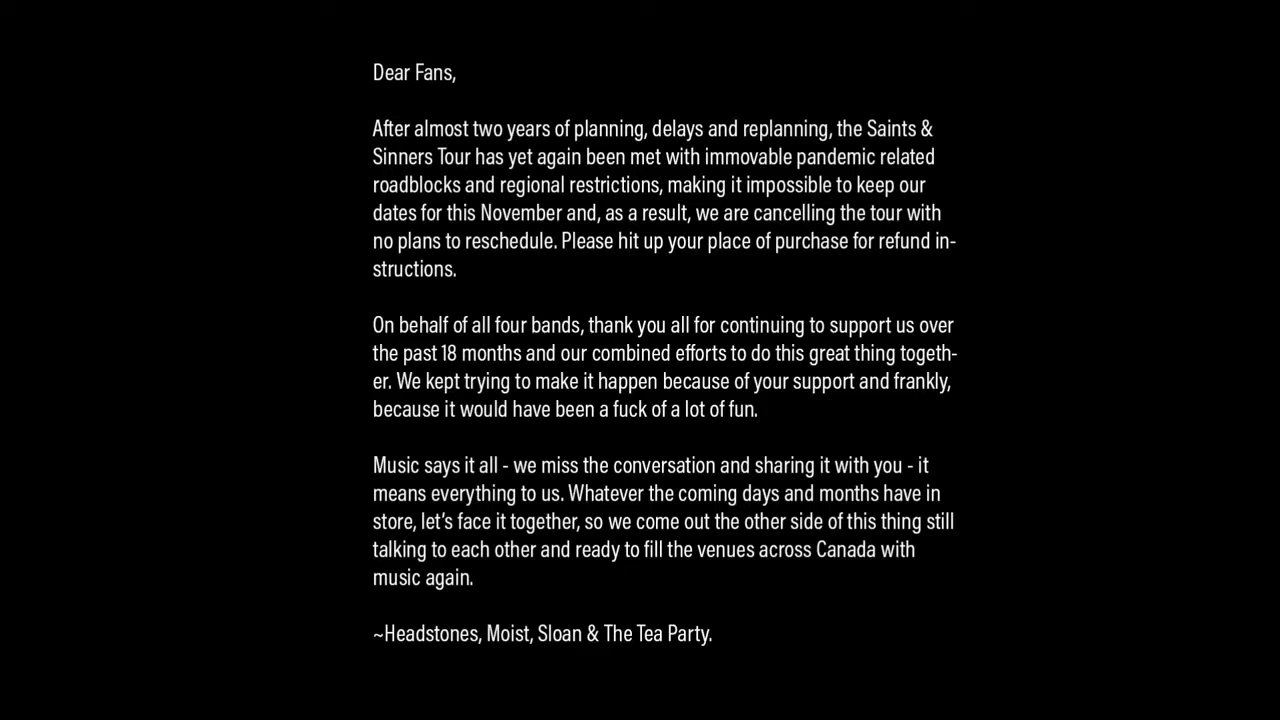 Dear Fans,
After almost two years of planning, delays and replanning, the Saints &
Sinners Tour has yet again been met with immovable pandemic related
roadblocks and regional restrictions, making it impossible to keep our
dates for this November and, as a result, we are cancelling the tour with
no plans to reschedule. Please hit up your place of purchase for refund in-
structions.
On behalf of all four bands, thank you all for continuing to support us over
the past 18 months and our combined efforts to do this great thing togeth-
er. We kept trying to make it happen because of your support and frankly,
because it would have been a fuck of a lot of fun.
Music says it all - we miss the conversation and sharing it with you - it
means everything to us. Whatever the coming days and months have in
store, let’s face it together, so we come out the other side of this thing still
talking to each other and ready to fill the venues across Canada with
music again.
~Headstones, Moist, Sloan & The Tea Party.